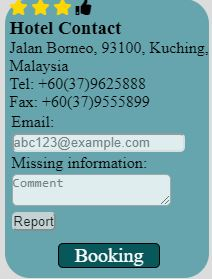 Hotel Contact
Jalan Borneo, 93100, Kuching,
Malaysia
Tel: +60(37)9625888
Fax: +60(37)9555899
Email:
abc123@example.com
Missing information:
Comment
Report
Booking